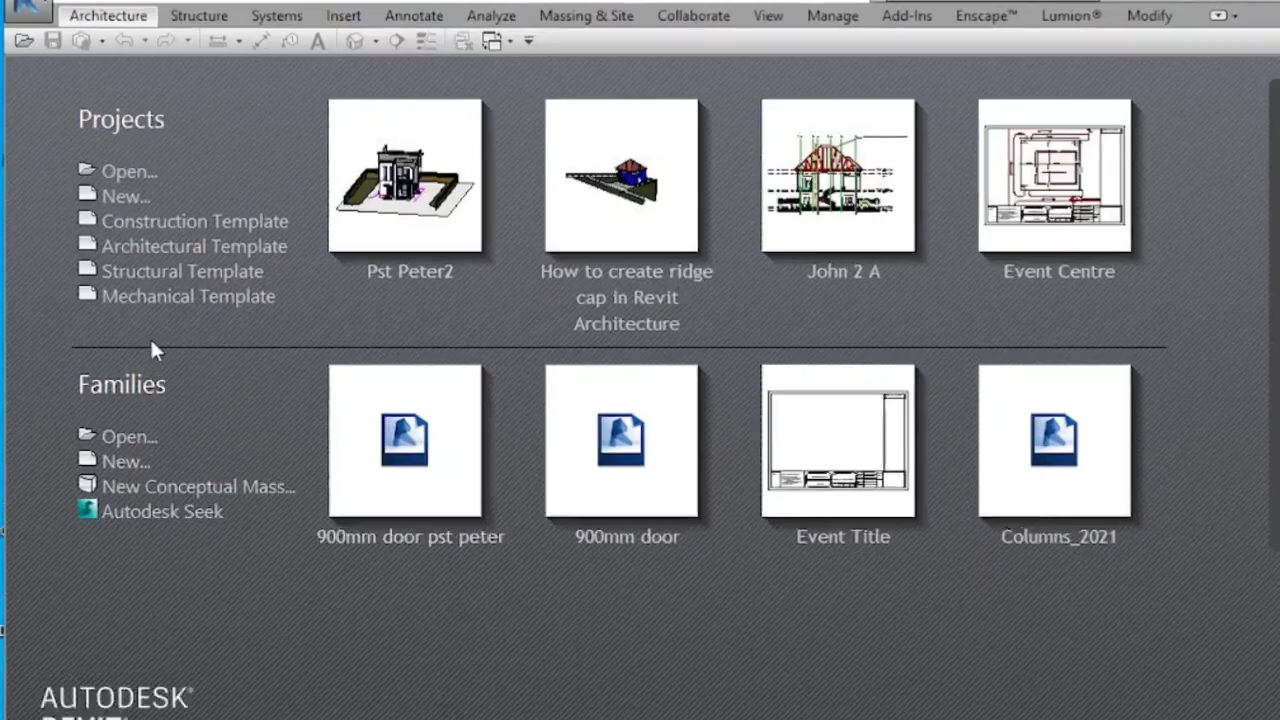 Architecture Structure Systems Insert Annotate Analyze Massing & Site Collaborate View Manage Add-Ins Enscape™ Lumion® Modify
Projects
Open...
New...
Construction Template
Architectural Template
Structural Template
Mechanical Template
Pst Peter2
How to create ridge
cap in Revit
Architecture
John 2 A
Event Centre
Families
Open...
New...
New Conceptual Mass...
Autodesk Seek
900mm door pst peter
900mm door
Event Title
Columns_2021
AUTODESK®
REVIT®